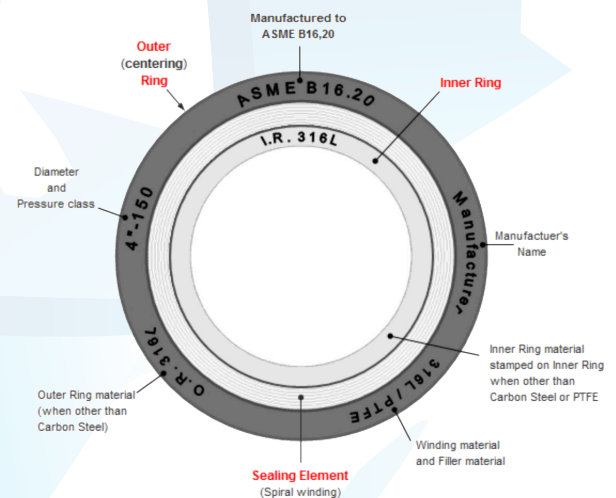 Manufactured to
ASME B16,20
Outer
(centering)
Ring
Inner Ring
ASME B16.20
I.R. 316L
Diameter
and
Pressure class
4"-150
Manufacturer
Manufactuer's
Name
O.R. 316L
316L / PTFE
Inner Ring material
stamped on Inner Ring
when other than
Carbon Steel or PTFE
Outer Ring material
(when other than
Carbon Steel)
Winding material
and Filler material
Sealing Element
(Spiral winding)